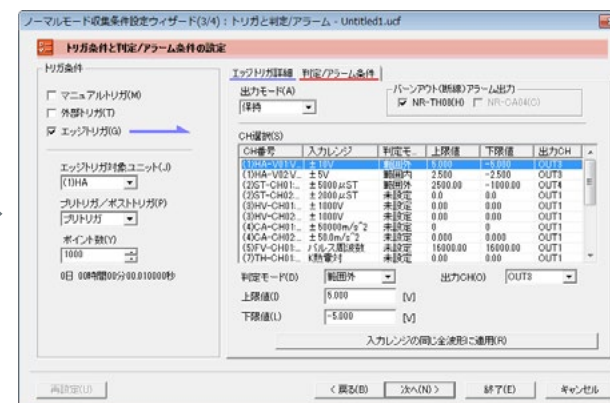 ノーマルモード収集条件設定ウィザード(3/4) : トリガと判定/アラーム - Untitled1.ucf
トリガ条件と判定/アラーム条件の設定
トリガ条件
マニュアルトリガ(M)
外部トリガ(T)
エッジトリガ(G)
エッジトリガ対象ユニット(J)
(1)HA
プリトリガ/ポストトリガ(P)
プリトリガ
ポイント数(Y)
1000
0日 00時間00分00.010000秒
エッジトリガ詳細 判定/アラーム条件
出力モード(A)
保持
バーンアウト(断線)アラーム出力
NR-TH08(H) NR-CA04(C)
CH選択(S)
CH番号 入力レンジ 判定モ... 上限値 下限値 出力CH
(1)HA-V01:V... ±10V 範囲外 5.000 -5.000 OUT3
(1)HA-V02:V... ±5V 範囲内 2.500 -2.500 OUT3
(2)ST-CH01:... ±5000μST 範囲外 2500.00 -1000.00 OUT4
(2)ST-CH02:... ±2000μST 未設定 0.0 0.0 OUT1
(3)HV-CH01:... ±1000V 未設定 0.00 0.00 OUT1
(3)HV-CH02:... ±1000V 未設定 0.00 0.00 OUT1
(4)CA-CH01:... ±50000m/s^2 未設定 0 0 OUT1
(4)CA-CH02:... ±50.0m/s^2 未設定 0.000 0.000 OUT1
(5)FV-CH01:... パルス周波数 未設定 15000.00 15000.00 OUT1
(7)TH-CH01:... K熱電対 未設定 0.00 0.00 OUT1
判定モード(D) 範囲外 出力CH(O) OUT3
上限値(I) 5.000 [V]
下限値(L) -5.000 [V]
入力レンジの同じ全波形に適用(R)
再設定(U) < 戻る(B) 次へ(N) > 終了(E) キャンセル